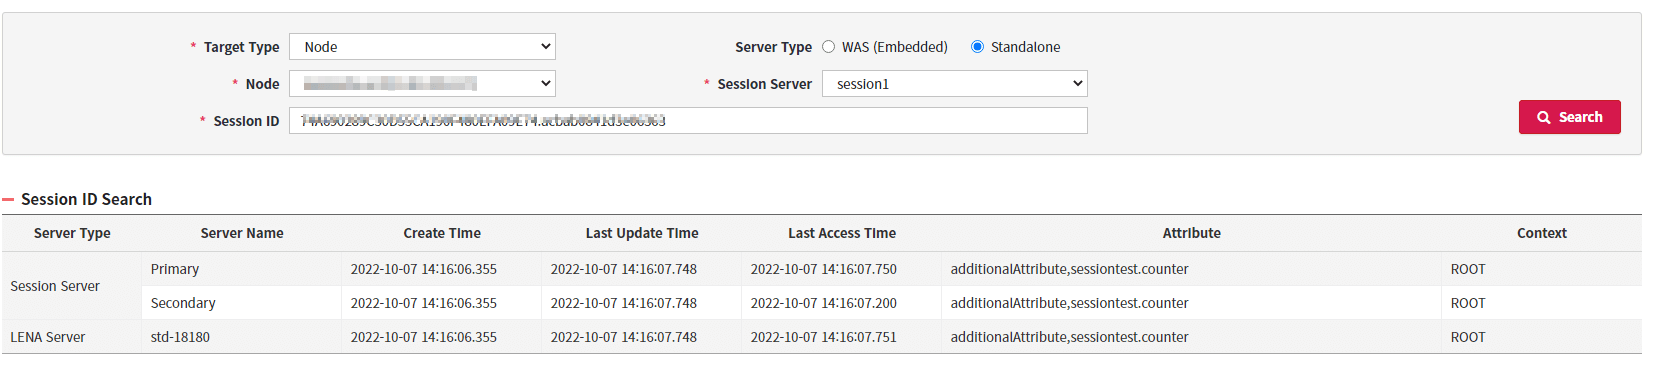 * Target Type Node Server Type WAS (Embedded) Standalone
* Node * Session Server session1
* Session ID
Search
Session ID Search
Server Type Server Name Create Time Last Update Time Last Access Time Attribute Context
Session Server Primary 2022-10-07 14:16:06.355 2022-10-07 14:16:07.748 2022-10-07 14:16:07.750 additionalAttribute,sessiontest.counter ROOT
Secondary 2022-10-07 14:16:06.355 2022-10-07 14:16:07.748 2022-10-07 14:16:07.200 additionalAttribute,sessiontest.counter ROOT
LENA Server std-18180 2022-10-07 14:16:06.355 2022-10-07 14:16:07.748 2022-10-07 14:16:07.751 additionalAttribute,sessiontest.counter ROOT